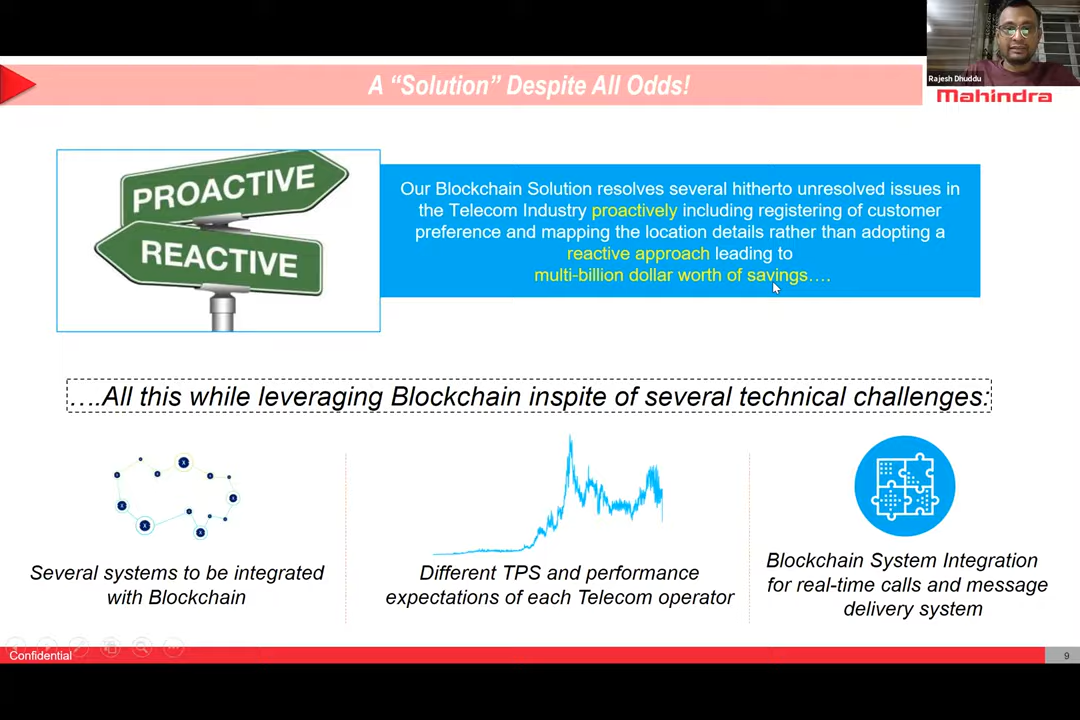 Rajesh Dhuddu
Mahindra
A “Solution” Despite All Odds!
PROACTIVE
REACTIVE
Our Blockchain Solution resolves several hitherto unresolved issues in
the Telecom Industry proactively including registering of customer
preference and mapping the location details rather than adopting a
reactive approach leading to
multi-billion dollar worth of savings….
….All this while leveraging Blockchain inspite of several technical challenges:
Several systems to be integrated
with Blockchain
Different TPS and performance
expectations of each Telecom operator
Blockchain System Integration
for real-time calls and message
delivery system
Confidential
9